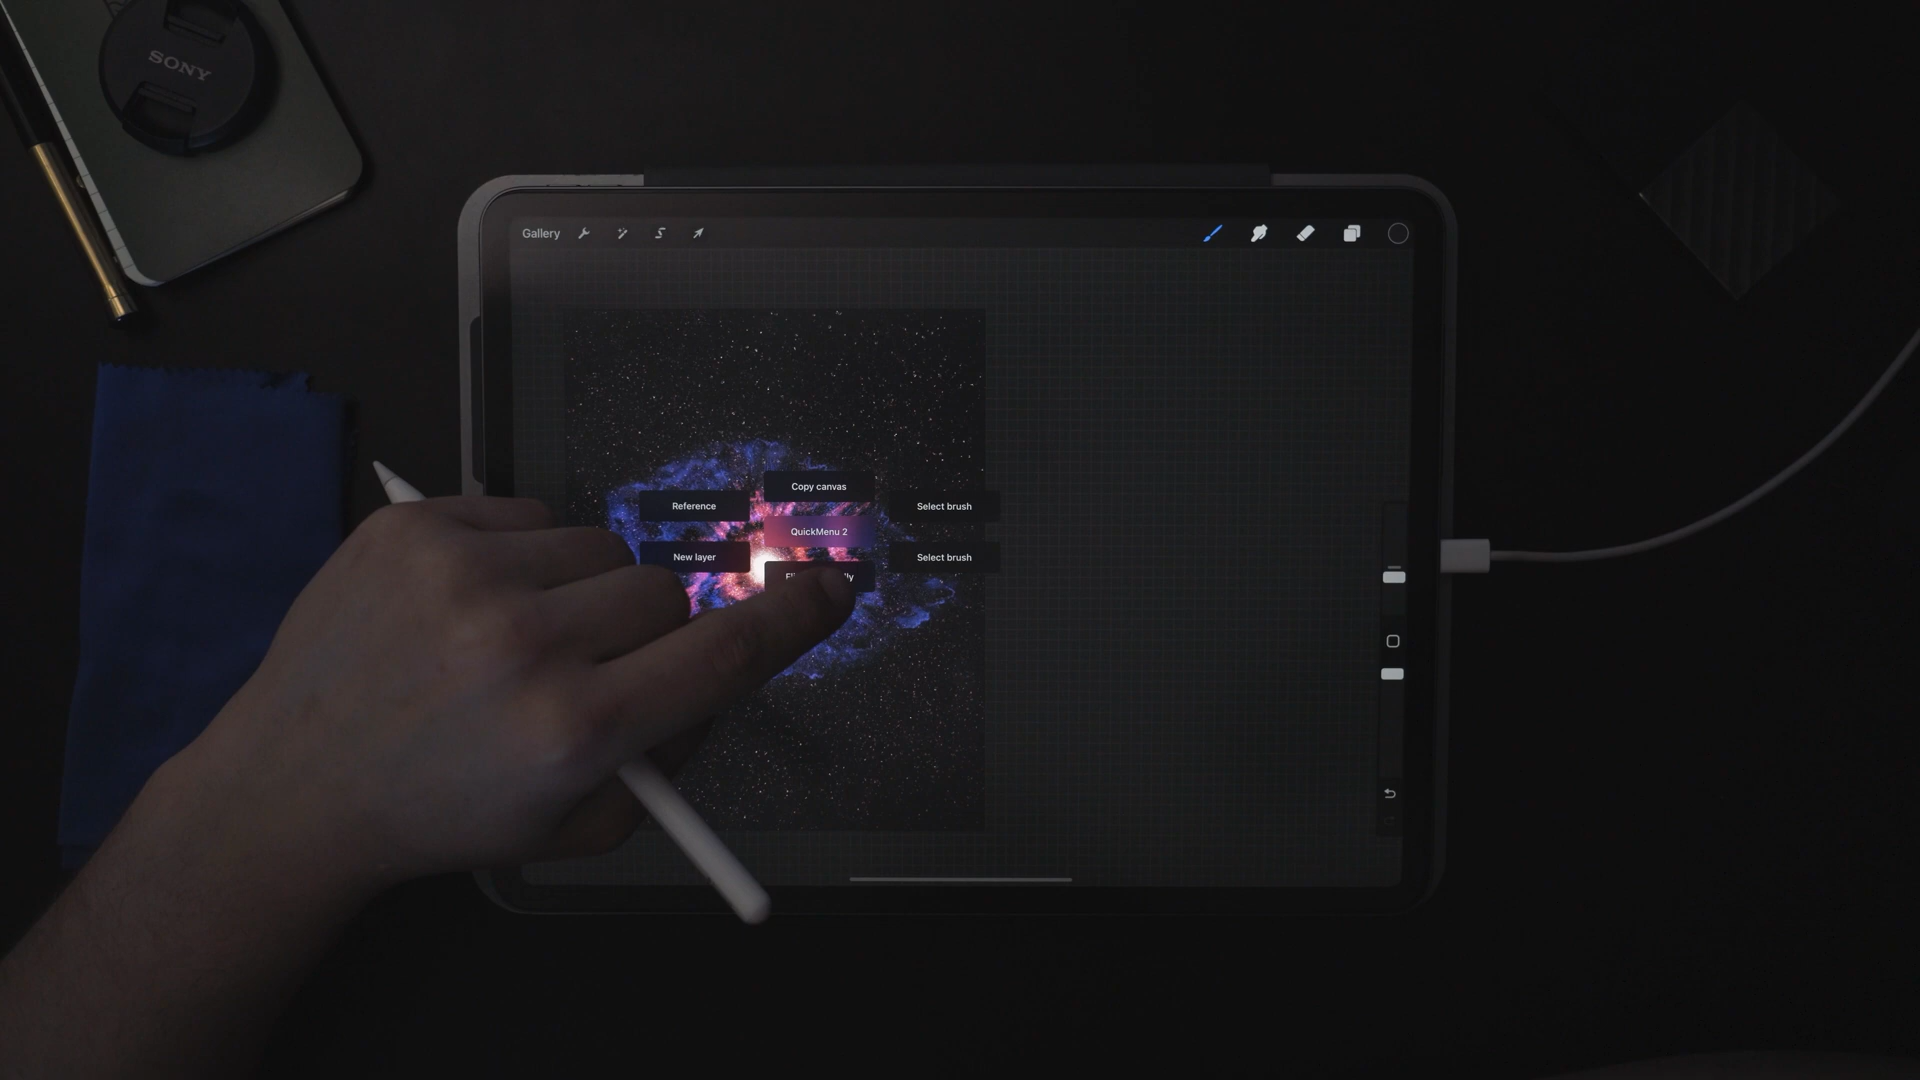 SONY
Gallery
Copy canvas
Reference
Select brush
QuickMenu 2
New layer
Select brush